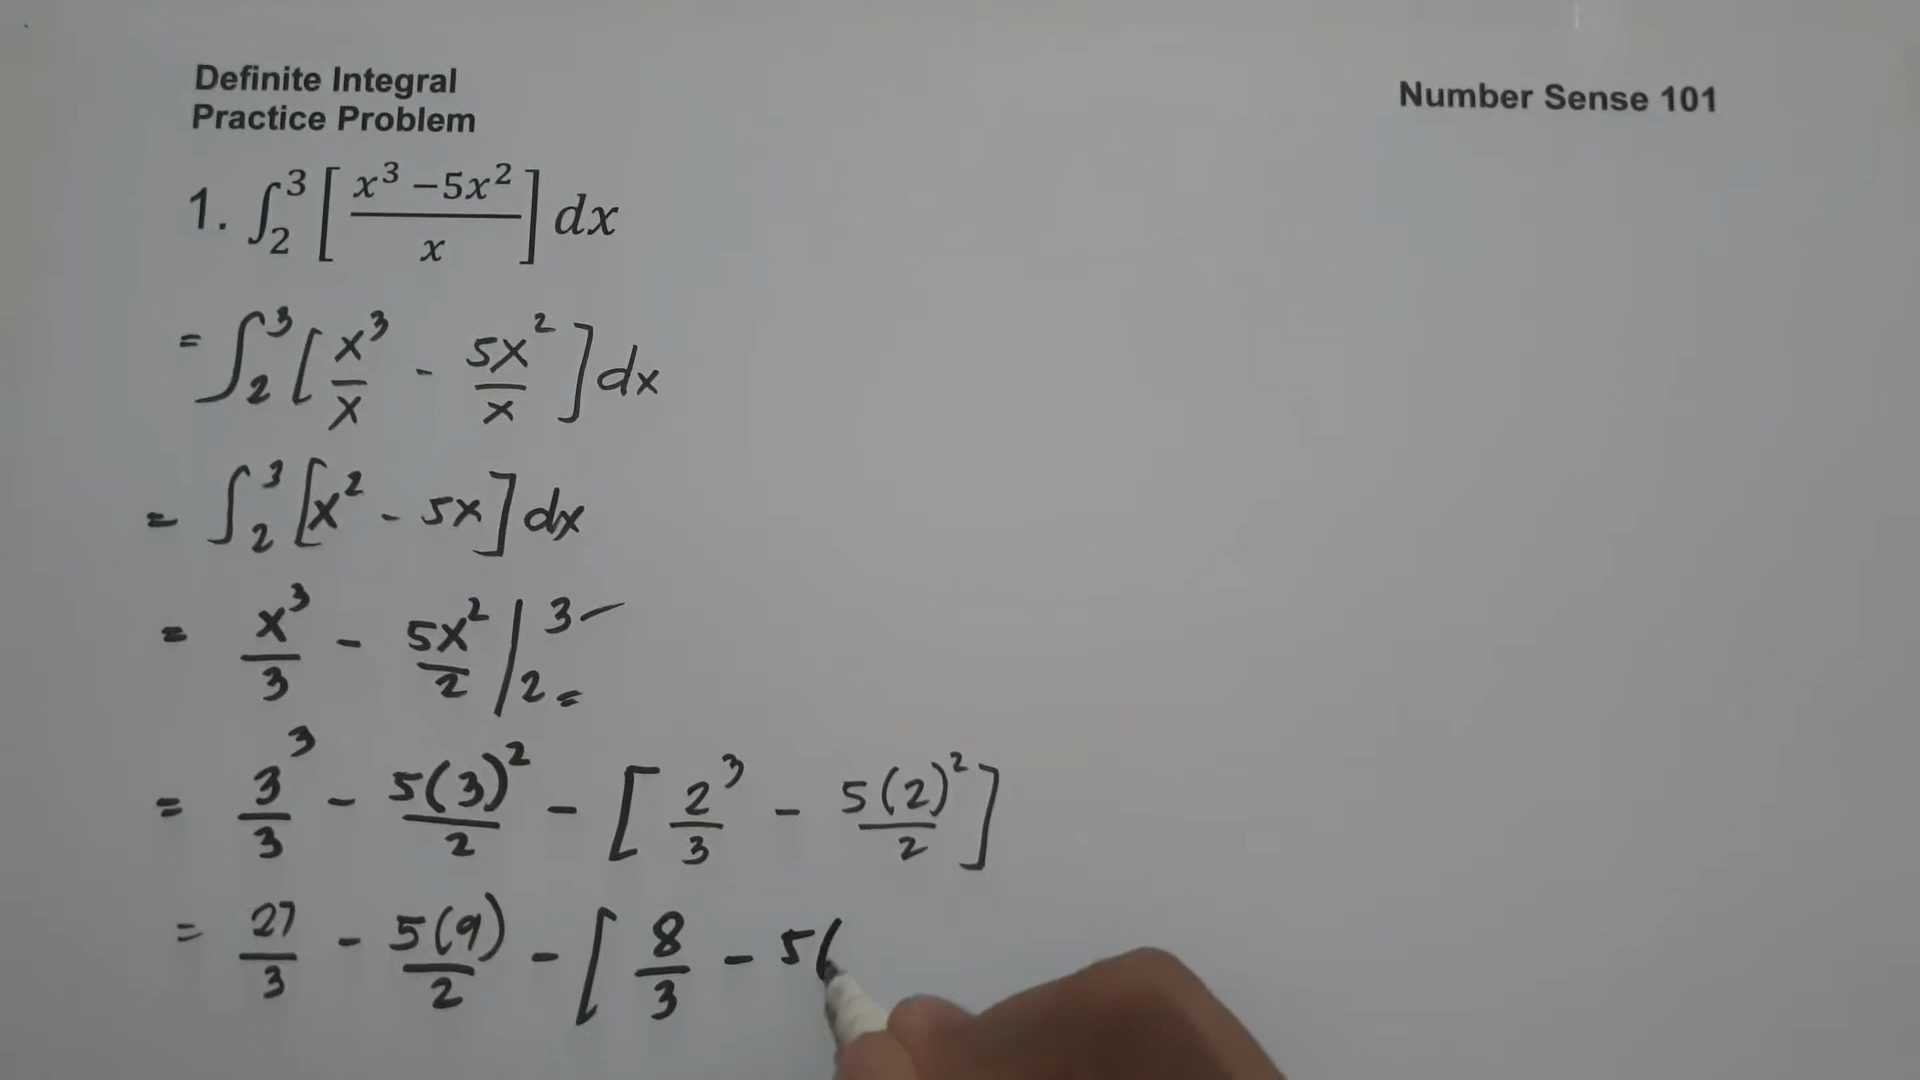 Definite Integral
Practice Problem
Number Sense 101
1. ∫₂³ [(x³ − 5x²)/x] dx
= ∫₂³ [x³/x - 5x²/x] dx
= ∫₂³ [x² - 5x] dx
= x³/3 - 5x²/2 |₂³
= 3³/3 - 5(3)²/2 - [2³/3 - 5(2)²/2]
= 27/3 - 5(9)/2 - [8/3 - 5(